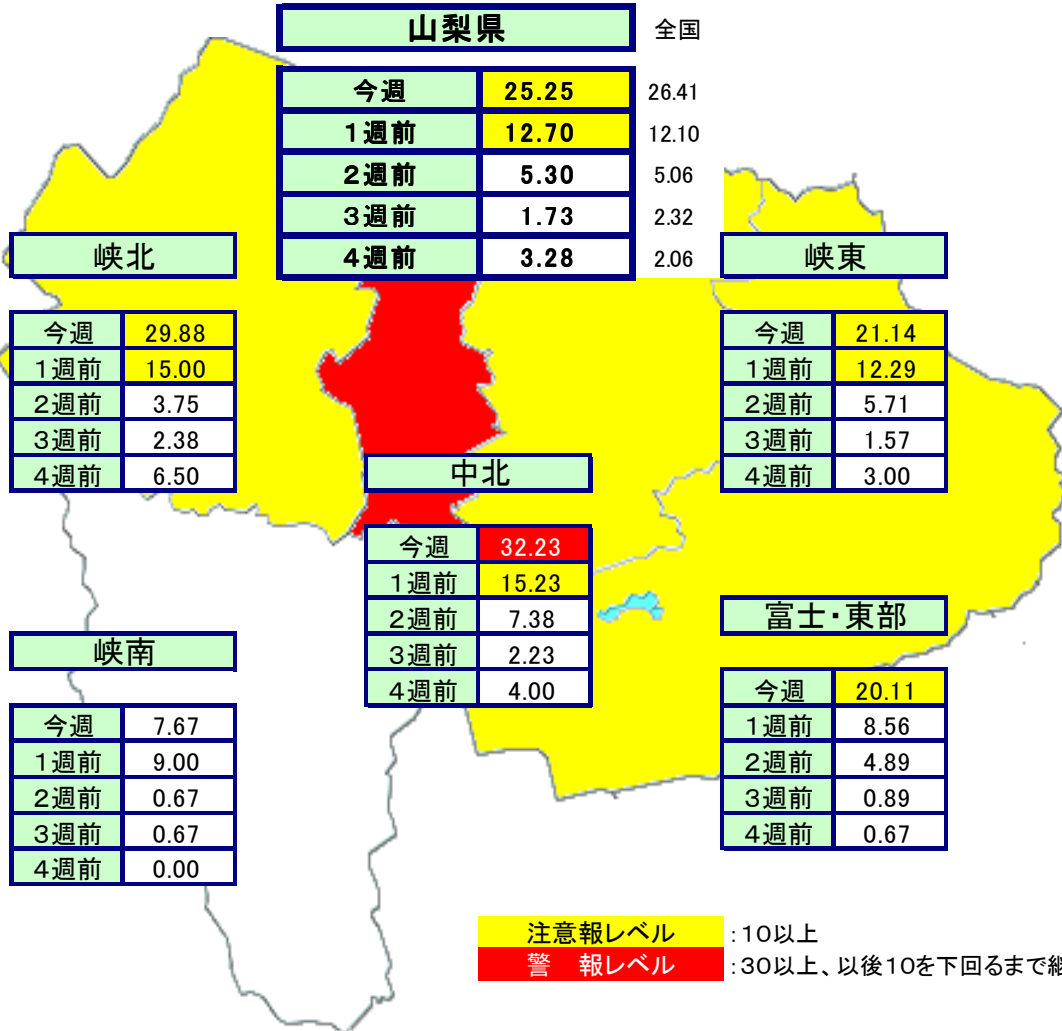 山梨県 全国
今週 25.25 26.41
1週前 12.70 12.10
2週前 5.30 5.06
3週前 1.73 2.32
4週前 3.28 2.06
峡北
今週 29.88
1週前 15.00
2週前 3.75
3週前 2.38
4週前 6.50
峡東
今週 21.14
1週前 12.29
2週前 5.71
3週前 1.57
4週前 3.00
中北
今週 32.23
1週前 15.23
2週前 7.38
3週前 2.23
4週前 4.00
峡南
今週 7.67
1週前 9.00
2週前 0.67
3週前 0.67
4週前 0.00
富士・東部
今週 20.11
1週前 8.56
2週前 4.89
3週前 0.89
4週前 0.67
注意報レベル :10以上
警 報レベル :30以上、以後10を下回るまで継